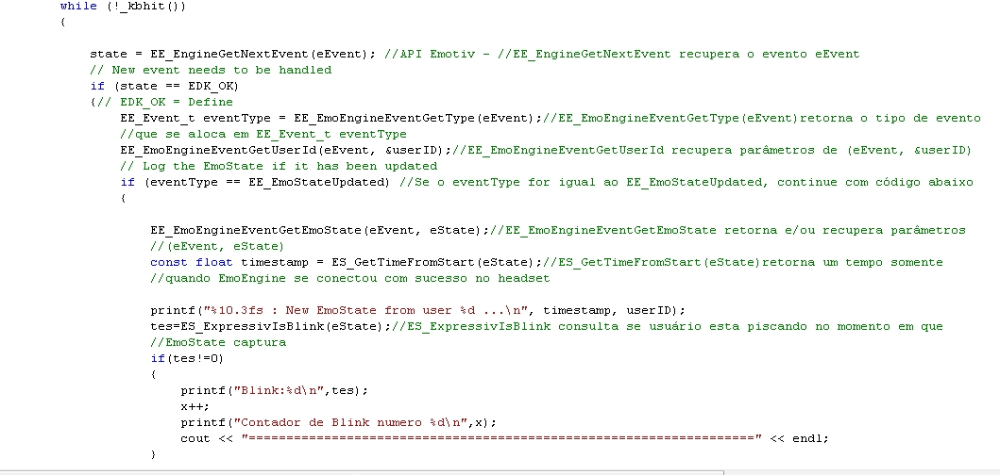 while (!_kbhit())
{
state = EE_EngineGetNextEvent(eEvent); //API Emotiv - //EE_EngineGetNextEvent recupera o evento eEvent
// New event needs to be handled
if (state == EDK_OK)
{// EDK_OK = Define
EE_Event_t eventType = EE_EmoEngineEventGetType(eEvent);//EE_EmoEngineEventGetType(eEvent)retorna o tipo de evento
//que se aloca em EE_Event_t eventType
EE_EmoEngineEventGetUserId(eEvent, &userID);//EE_EmoEngineEventGetUserId recupera parâmetros de (eEvent, &userID)
// Log the EmoState if it has been updated
if (eventType == EE_EmoStateUpdated) //Se o eventType for igual ao EE_EmoStateUpdated, continue com código abaixo
{
EE_EmoEngineEventGetEmoState(eEvent, eState);//EE_EmoEngineEventGetEmoState retorna e/ou recupera parâmetros
//(eEvent, eState)
const float timestamp = ES_GetTimeFromStart(eState);//ES_GetTimeFromStart(eState)retorna um tempo somente
//quando EmoEngine se conectou com sucesso no headset
printf("%10.3fs : New EmoState from user %d ...\n", timestamp, userID);
tes=ES_ExpressivIsBlink(eState);//ES_ExpressivIsBlink consulta se usuário esta piscando no momento em que
//EmoState captura
if(tes!=0)
{
printf("Blink:%d\n",tes);
x++;
printf("Contador de Blink numero %d\n",x);
cout << "===================================================================" << endl;
}